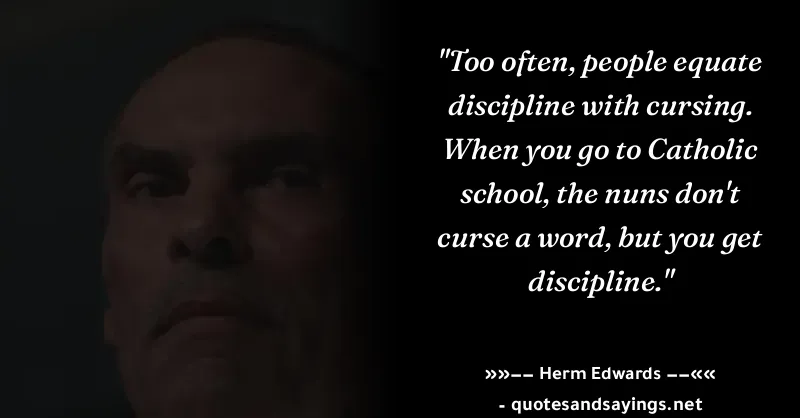 "Too often, people equate
discipline with cursing.
When you go to Catholic
school, the nuns don't
curse a word, but you get
discipline."
»»–– Herm Edwards ––««
- quotesandsayings.net